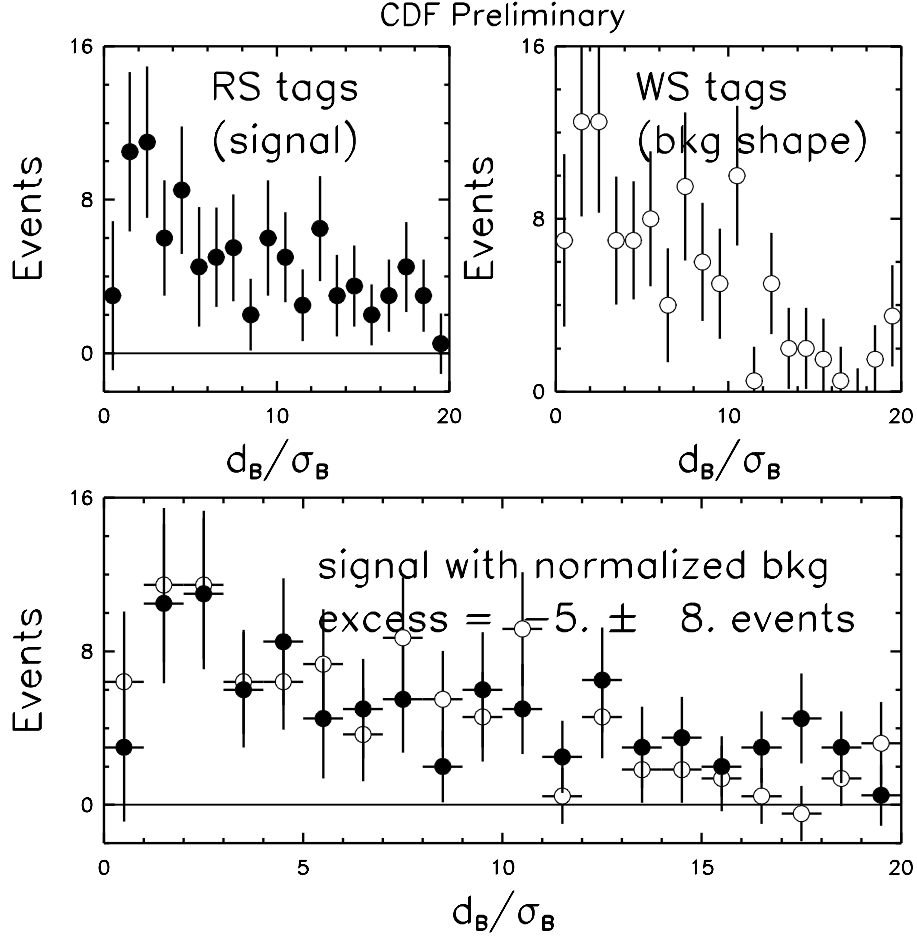 CDF Preliminary
16
8
0
Events
RS tags
(signal)
0
10
20
d_B/σ_B
16
8
0
Events
WS tags
(bkg shape)
0
10
20
d_B/σ_B
16
8
0
Events
signal with normalized bkg
excess = −5. ± 8. events
0
5
10
15
20
d_B/σ_B